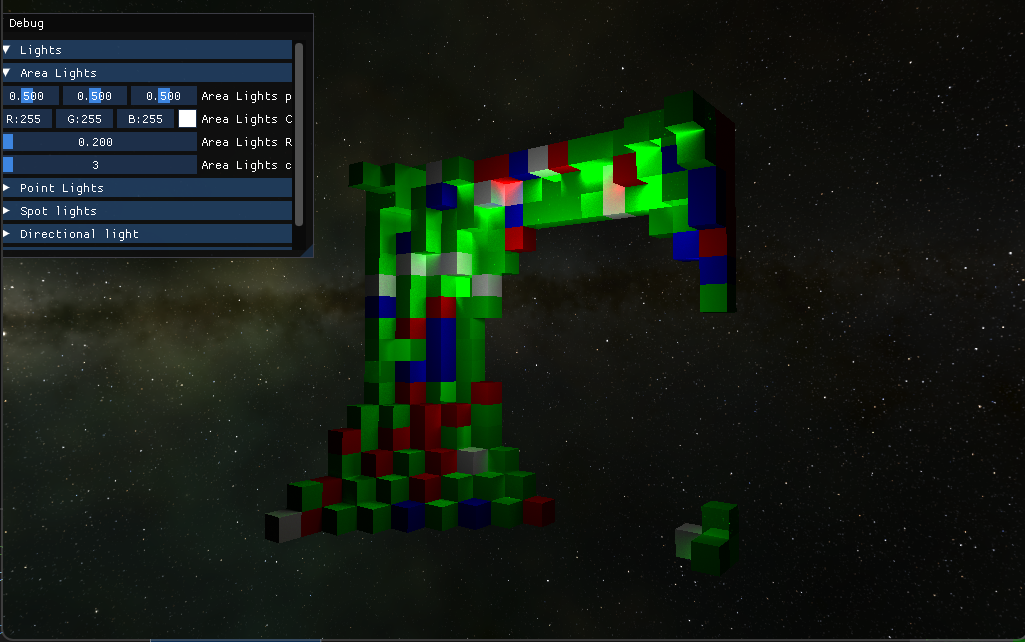 Debug
Lights
Area Lights
0.500 0.500 0.500 Area Lights p
R:255 G:255 B:255 Area Lights C
0.200 Area Lights R
3 Area Lights c
Point Lights
Spot lights
Directional light